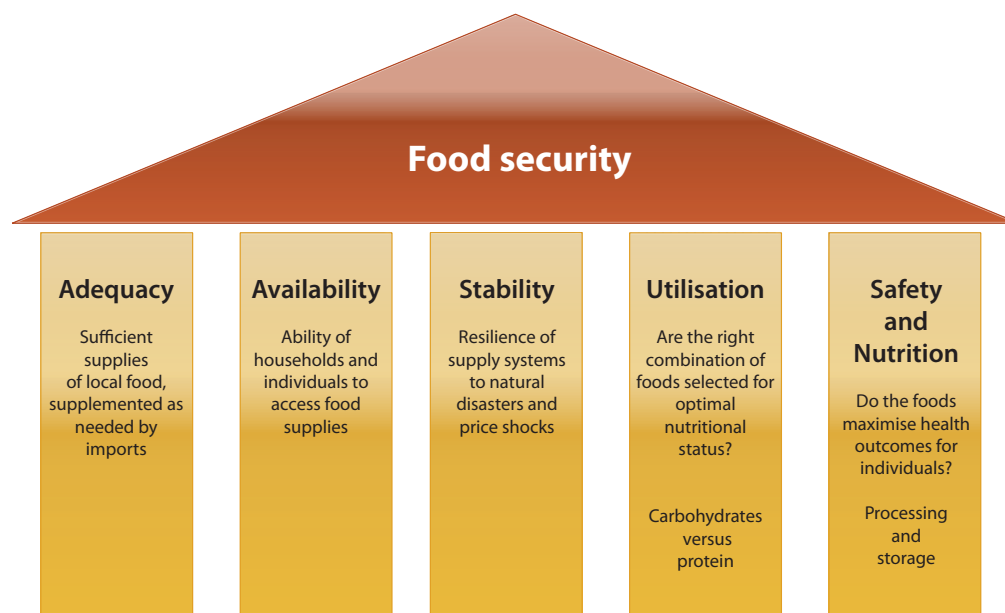 Food security
Adequacy
Sufficient
supplies
of local food,
supplemented as
needed by
imports
Availability
Ability of
households and
individuals to
access food
supplies
Stability
Resilience of
supply systems
to natural
disasters and
price shocks
Utilisation
Are the right
combination of
foods selected for
optimal
nutritional
status?
Carbohydrates
versus
protein
Safety
and
Nutrition
Do the foods
maximise health
outcomes for
individuals?
Processing
and
storage